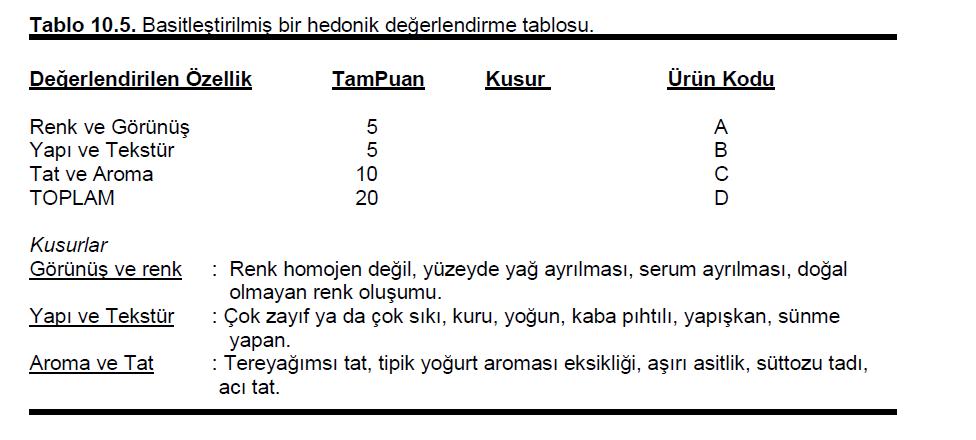 Tablo 10.5. Basitleştirilmiş bir hedonik değerlendirme tablosu.
Değerlendirilen Özellik TamPuan Kusur Ürün Kodu
Renk ve Görünüş 5 A
Yapı ve Tekstür 5 B
Tat ve Aroma 10 C
TOPLAM 20 D
Kusurlar
Görünüş ve renk : Renk homojen değil, yüzeyde yağ ayrılması, serum ayrılması, doğal
olmayan renk oluşumu.
Yapı ve Tekstür : Çok zayıf ya da çok sıkı, kuru, yoğun, kaba pıhtılı, yapışkan, sünme
yapan.
Aroma ve Tat : Tereyağımsı tat, tipik yoğurt aroması eksikliği, aşırı asitlik, süttozu tadı,
acı tat.